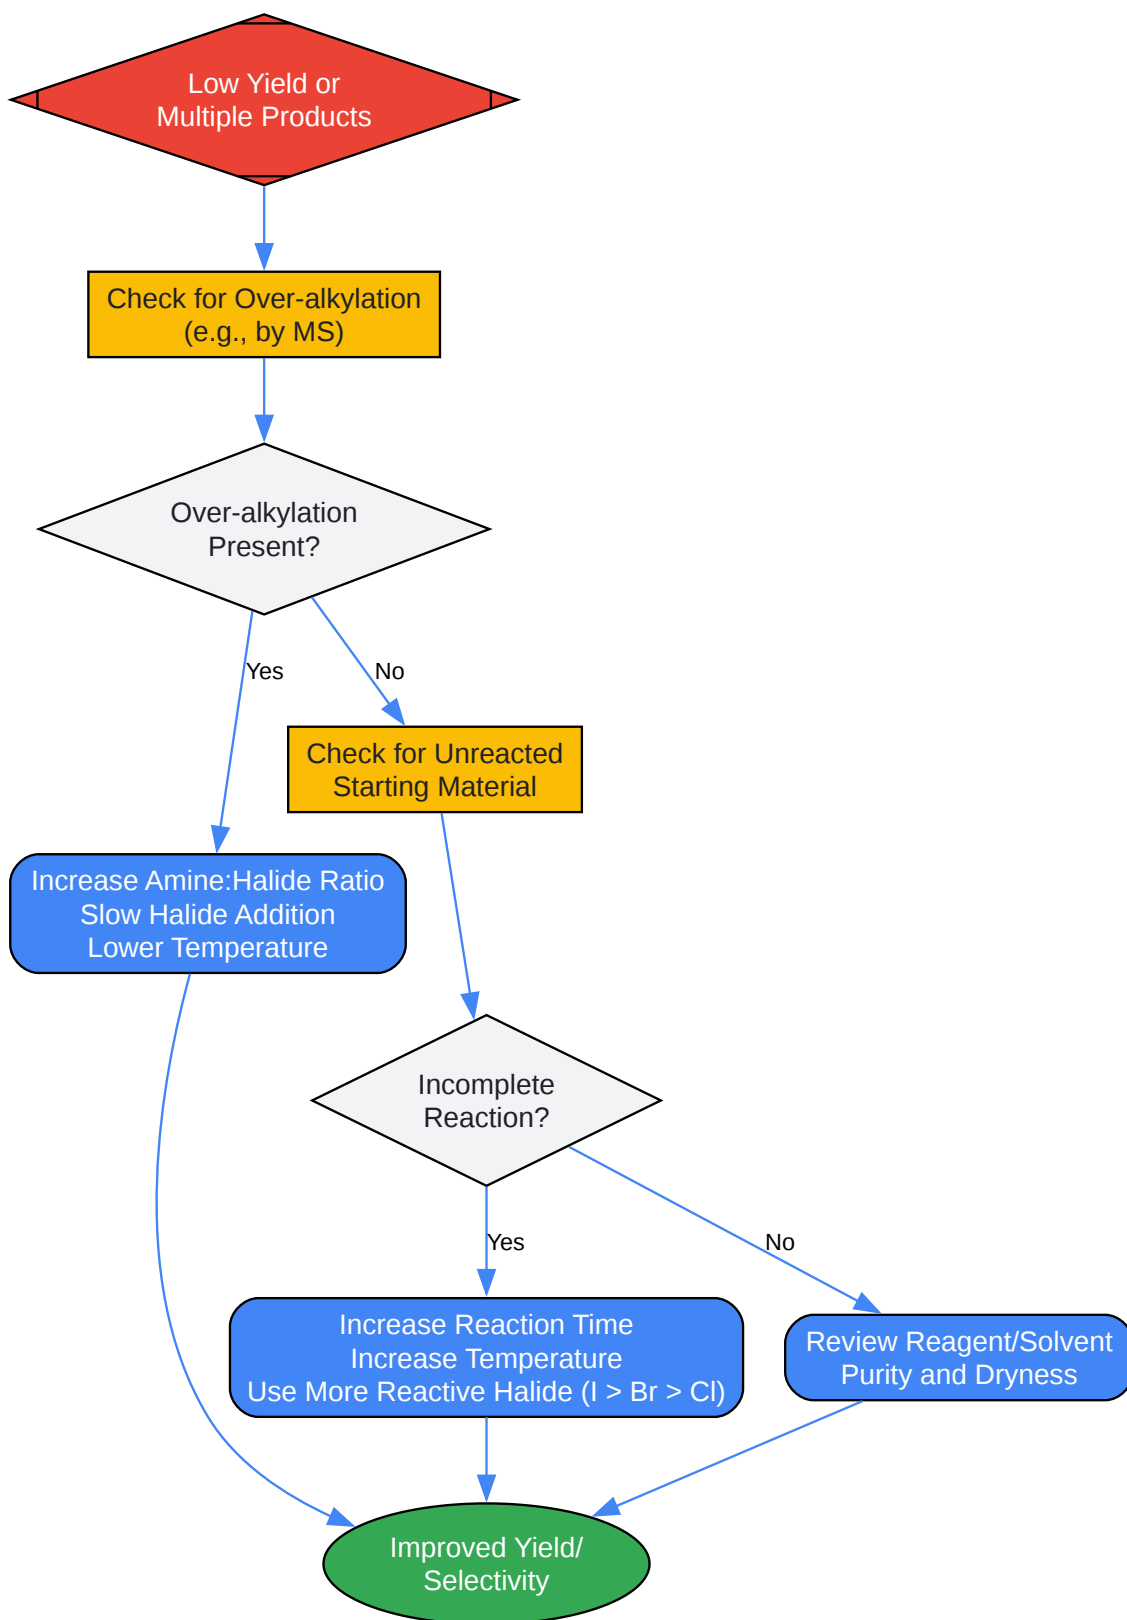 Low Yield or
Multiple Products
Check for Over-alkylation
(e.g., by MS)
Over-alkylation
Present?
Yes
No
Check for Unreacted
Starting Material
Increase Amine:Halide Ratio
Slow Halide Addition
Lower Temperature
Incomplete
Reaction?
Yes
No
Increase Reaction Time
Increase Temperature
Use More Reactive Halide (I > Br > Cl)
Review Reagent/Solvent
Purity and Dryness
Improved Yield/
Selectivity